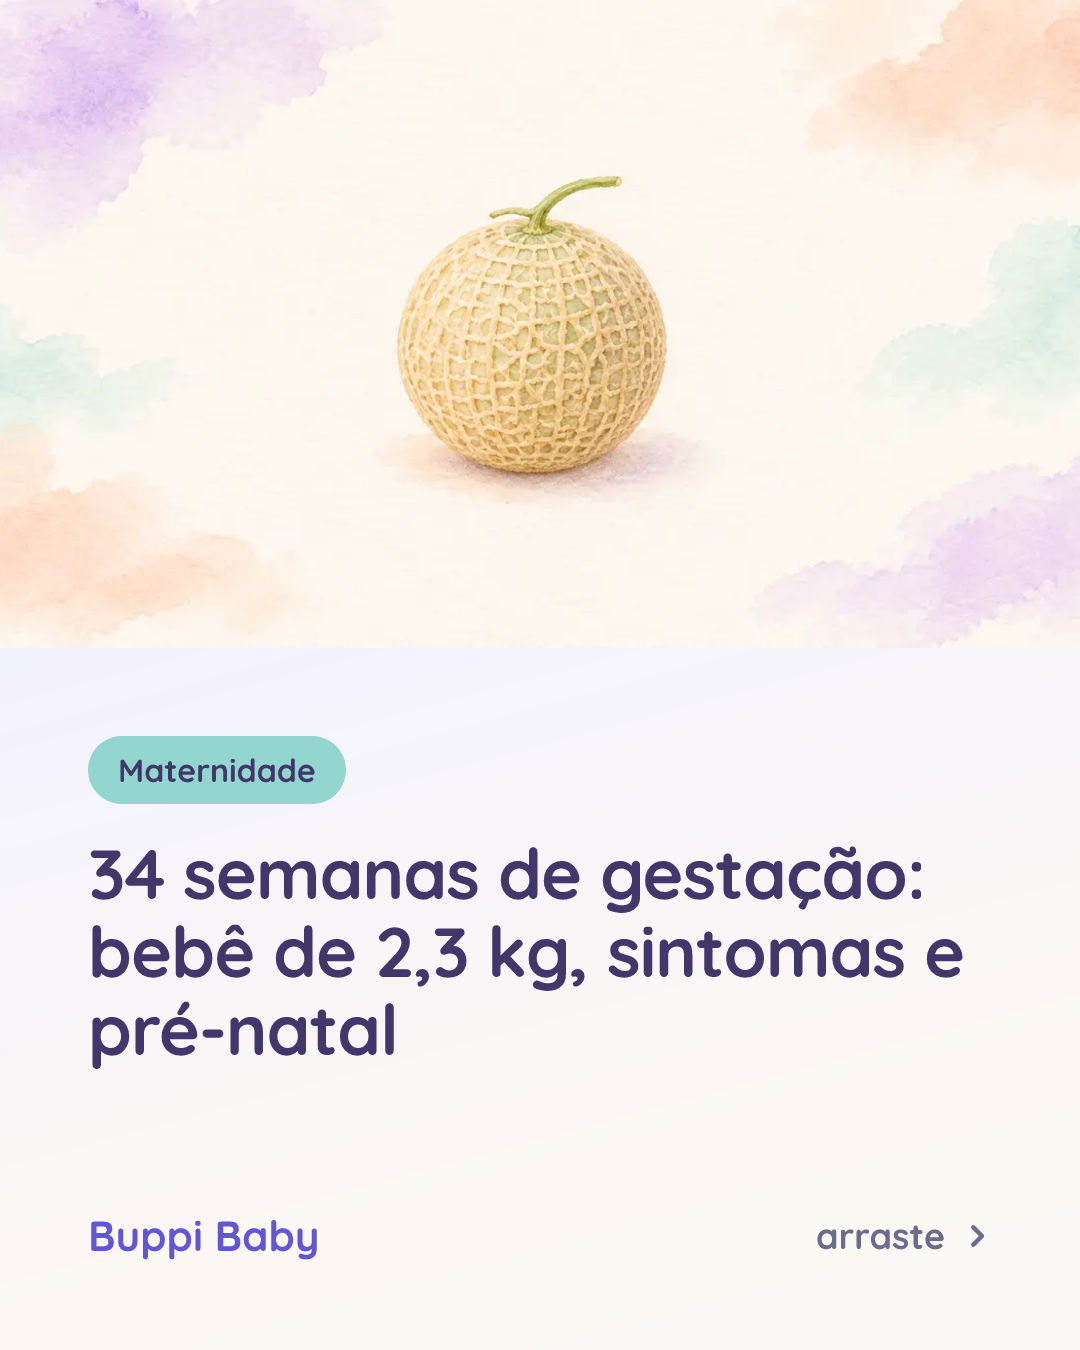 Maternidade
34 semanas de gestação:
bebê de 2,3 kg, sintomas e
pré-natal
Buppi Baby
arraste